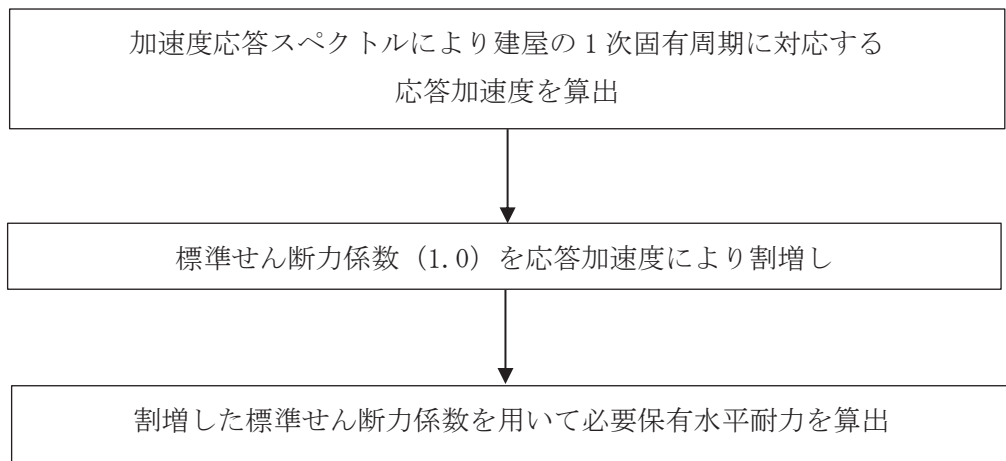 加速度応答スペクトルにより建屋の 1 次固有周期に対応する
応答加速度を算出
標準せん断力係数（1.0）を応答加速度により割増し
割増した標準せん断力係数を用いて必要保有水平耐力を算出